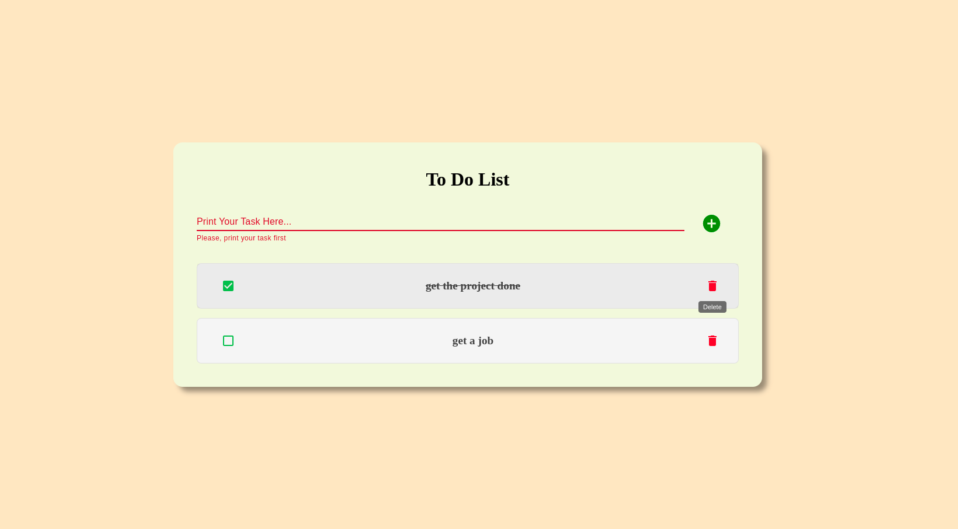 To Do List
Print Your Task Here...
Please, print your task first
get the project done
Delete
get a job